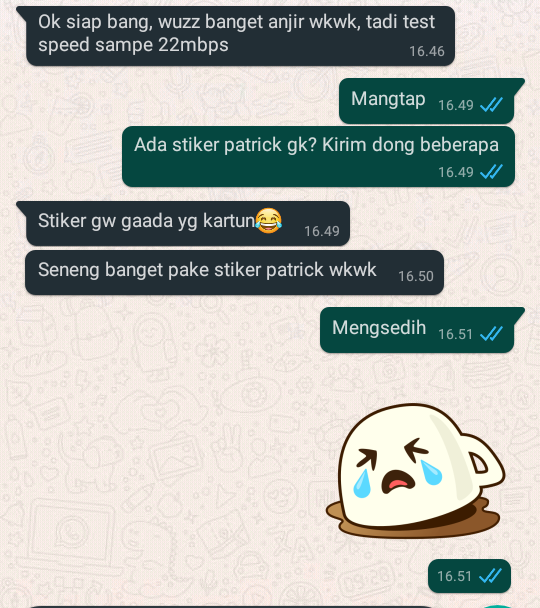 Ok siap bang, wuzz banget anjir wkwk, tadi test
speed sampe 22mbps
16.46
Mangtap 16.49
Ada stiker patrick gk? Kirim dong beberapa
16.49
Stiker gw gaada yg kartun😂 16.49
Seneng banget pake stiker patrick wkwk 16.50
Mengsedih 16.51
16.51